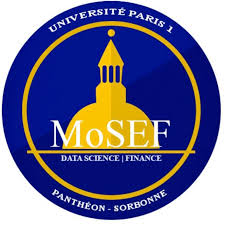 UNIVERSITÉ PARIS 1
MoSEF
DATA SCIENCE | FINANCE
PANTHÉON - SORBONNE